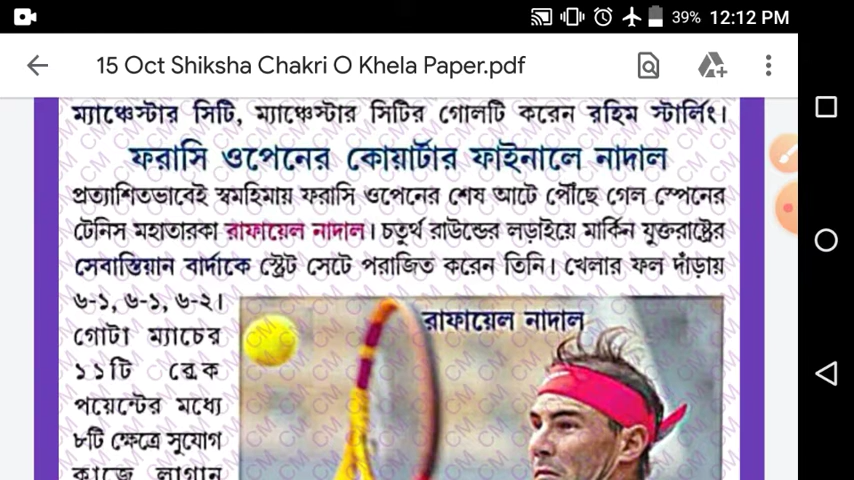 39% 12:12 PM
15 Oct Shiksha Chakri O Khela Paper.pdf
ম্যাঞ্চেস্টার সিটি, ম্যাঞ্চেস্টার সিটির গোলটি করেন রহিম স্টার্লিং।
ফরাসি ওপেনের কোয়ার্টার ফাইনালে নাদাল
প্রত্যাশিতভাবেই স্বমহিমায় ফরাসি ওপেনের শেষ আটে পৌঁছে গেল স্পেনের
টেনিস মহাতারকা রাফায়েল নাদাল। চতুর্থ রাউন্ডের লড়াইয়ে মার্কিন যুক্তরাষ্ট্রের
সেবাস্তিয়ান বার্দাকে স্ট্রেট সেটে পরাজিত করেন তিনি। খেলার ফল দাঁড়ায়
৬-১, ৬-১, ৬-২।
রাফায়েল নাদাল
গোটা ম্যাচের
১১টি ব্রেক
পয়েন্টের মধ্যে
৮টি ক্ষেত্রে সুযোগ
কাজে লাগান